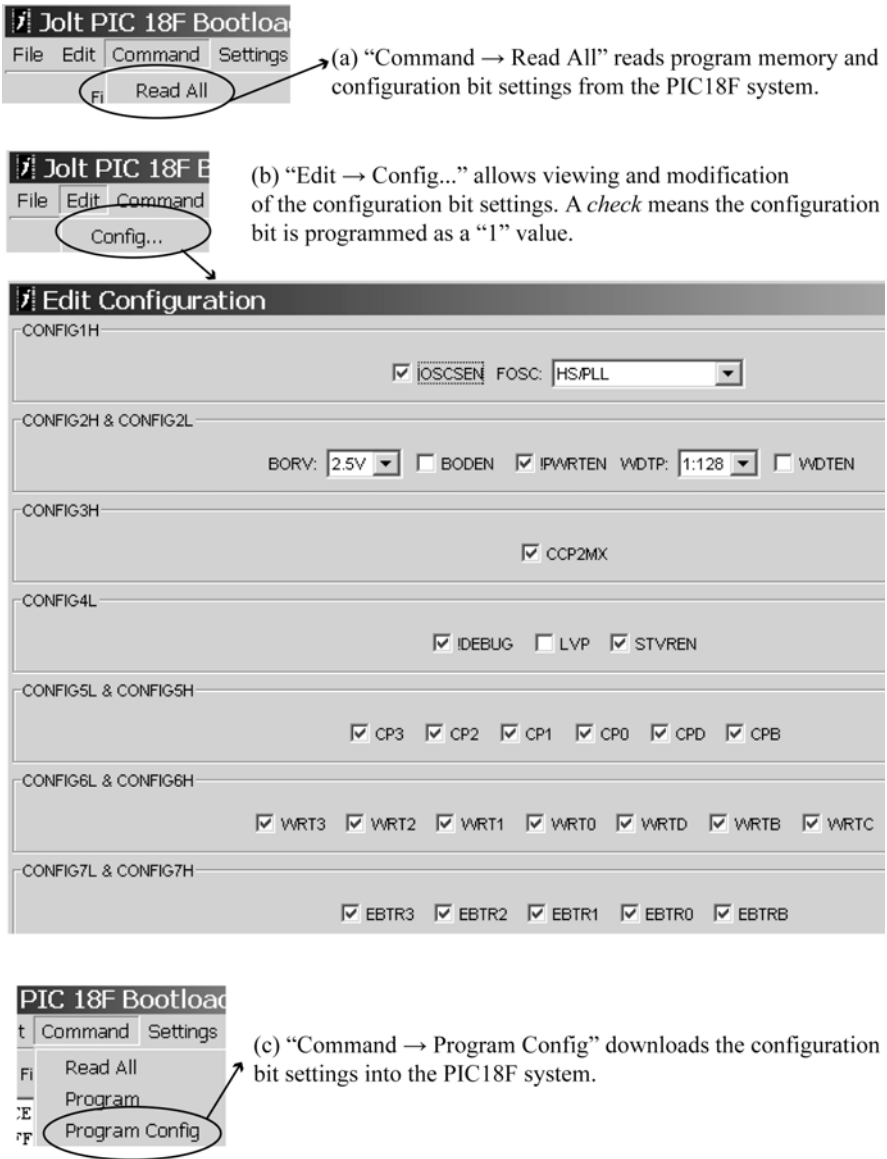 Jolt PIC 18F Bootloa
File Edit Command Settings
Fi Read All
(a) “Command → Read All” reads program memory and
configuration bit settings from the PIC18F system.
Jolt PIC 18F B
File Edit Command
Config...
(b) “Edit → Config...” allows viewing and modification
of the configuration bit settings. A check means the configuration
bit is programmed as a “1” value.
Edit Configuration
CONFIG1H
!OSCSEN FOSC: HS/PLL
CONFIG2H & CONFIG2L
BORV: 2.5V BODEN !PWRTEN WDTP: 1:128 WDTEN
CONFIG3H
CCP2MX
CONFIG4L
!DEBUG LVP STVREN
CONFIG5L & CONFIG5H
CP3 CP2 CP1 CP0 CPD CPB
CONFIG6L & CONFIG6H
WRT3 WRT2 WRT1 WRT0 WRTD WRTB WRTC
CONFIG7L & CONFIG7H
EBTR3 EBTR2 EBTR1 EBTR0 EBTRB
PIC 18F Bootload
t Command Settings
Fi Read All
CE Program
FF Program Config
(c) “Command → Program Config” downloads the configuration
bit settings into the PIC18F system.